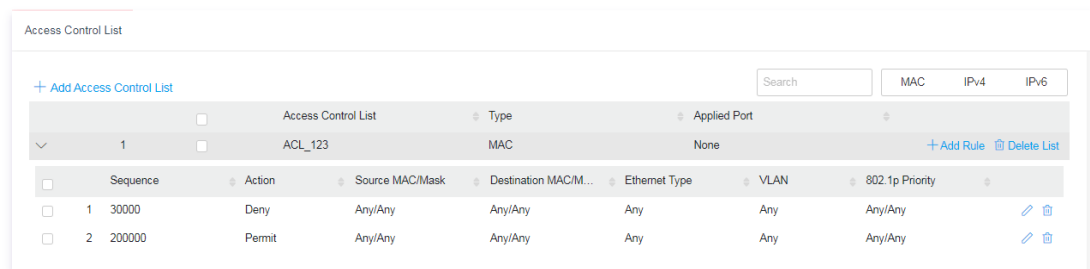 Access Control List
+ Add Access Control List Search MAC IPv4 IPv6
Access Control List Type Applied Port
1 ACL_123 MAC None + Add Rule Delete List
Sequence Action Source MAC/Mask Destination MAC/M... Ethernet Type VLAN 802.1p Priority
1 30000 Deny Any/Any Any/Any Any Any Any/Any
2 200000 Permit Any/Any Any/Any Any Any Any/Any